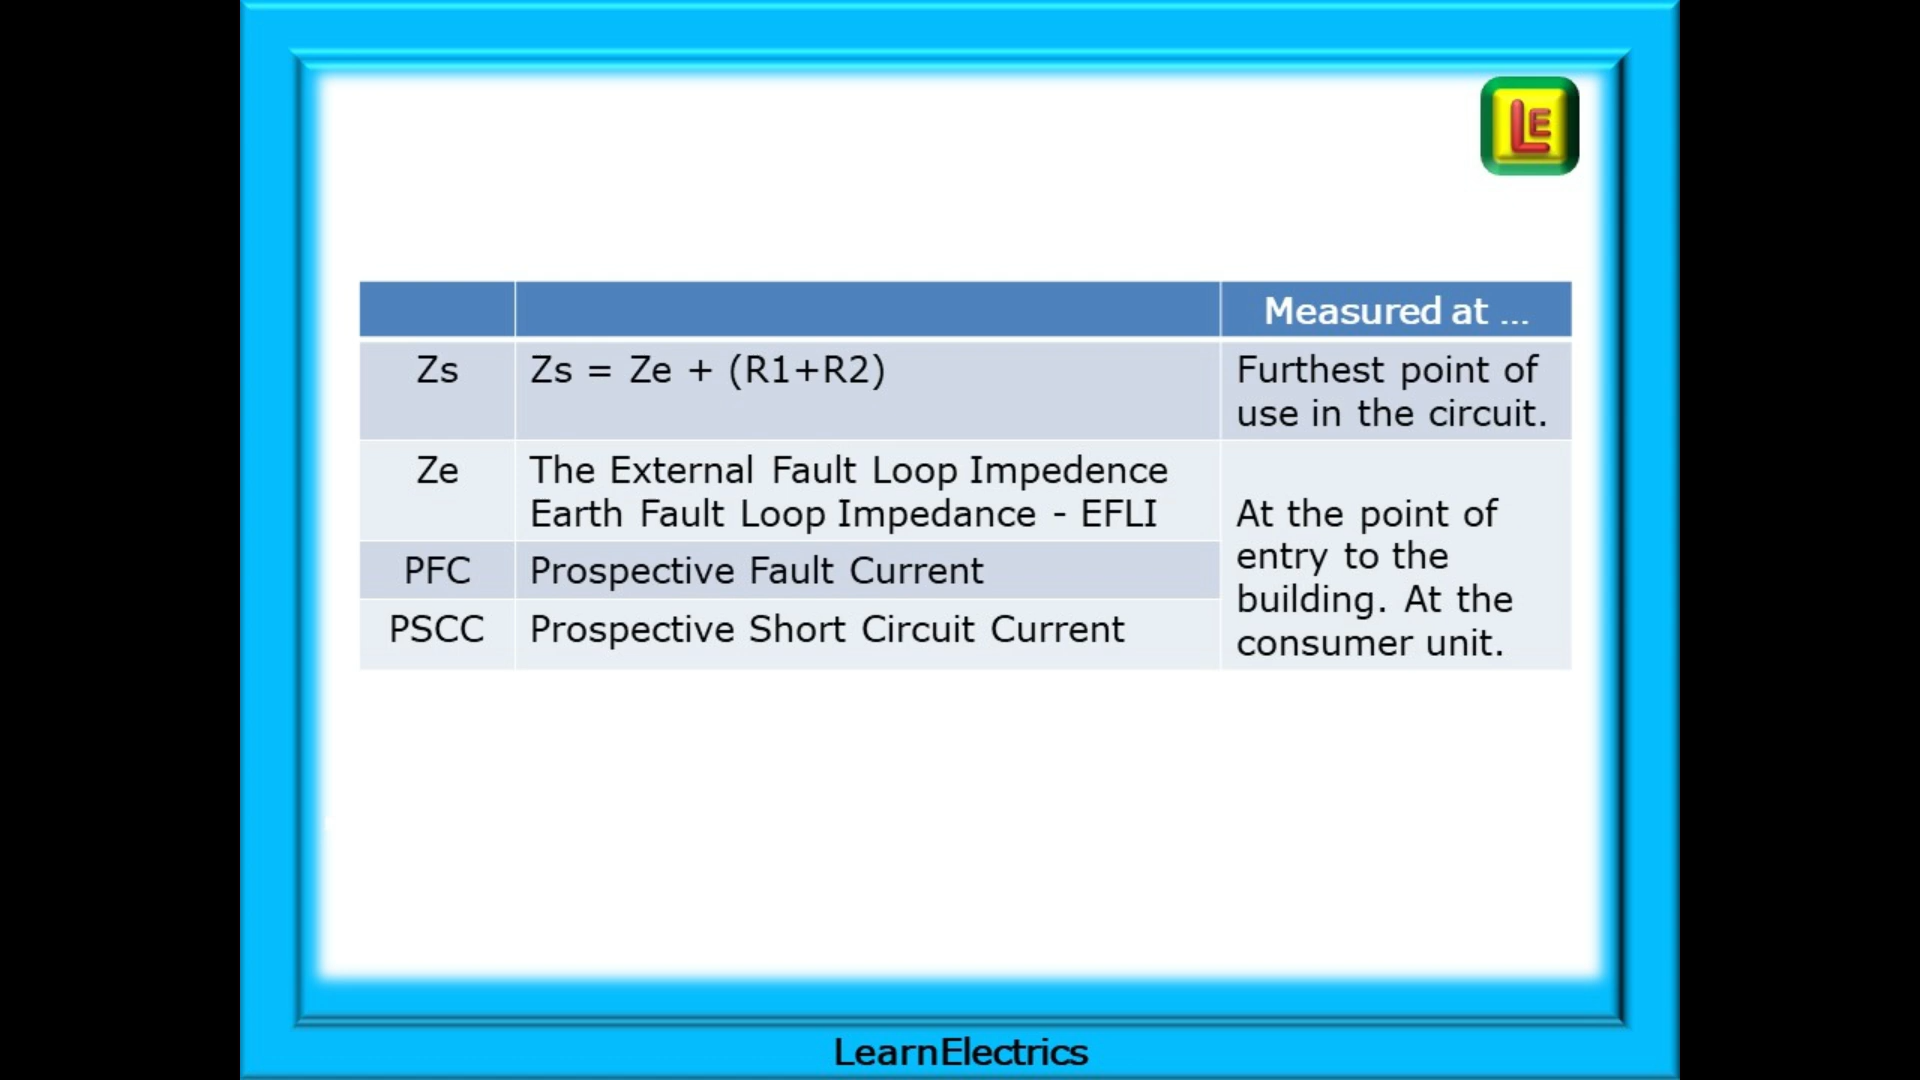 LE
Measured at ...
Zs
Zs = Ze + (R1+R2)
Furthest point of
use in the circuit.
Ze
The External Fault Loop Impedence
Earth Fault Loop Impedance - EFLI
PFC
Prospective Fault Current
PSCC
Prospective Short Circuit Current
At the point of
entry to the
building. At the
consumer unit.
LearnElectrics